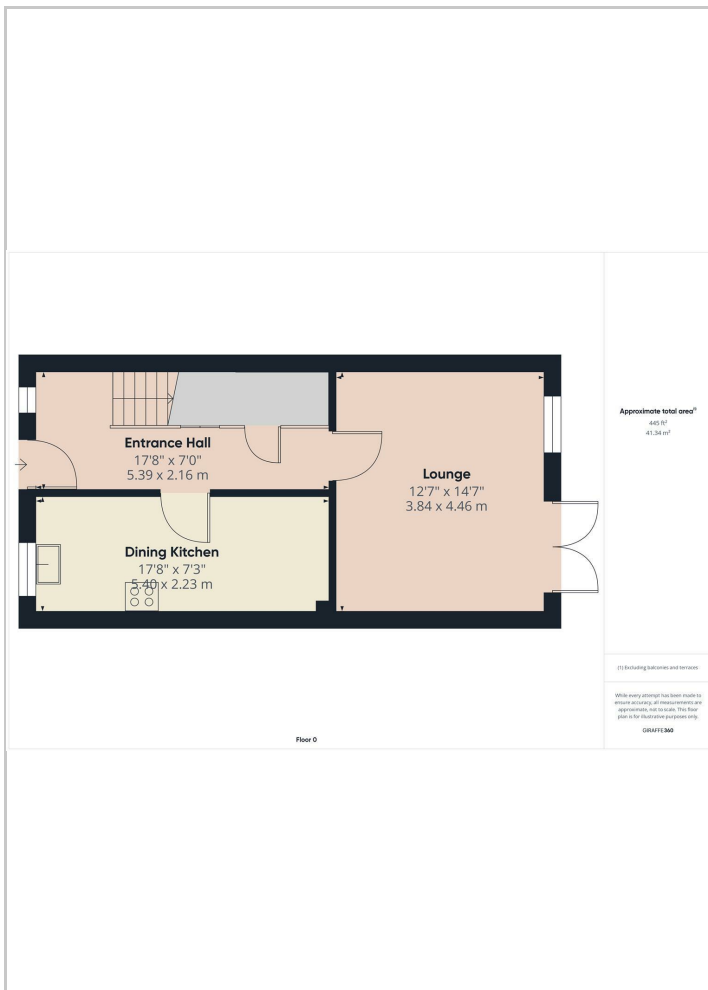 Entrance Hall
17'8" x 7'0"
5.39 x 2.16 m
Lounge
12'7" x 14'7"
3.84 x 4.46 m
Dining Kitchen
17'8" x 7'3"
5.40 x 2.23 m
Floor 0
Approximate total area⁽¹⁾
445 ft²
41.34 m²
(1) Excluding balconies and terraces
While every attempt has been made to
ensure accuracy, all measurements are
approximate, not to scale. This floor
plan is for illustrative purposes only.
GIRAFFE360